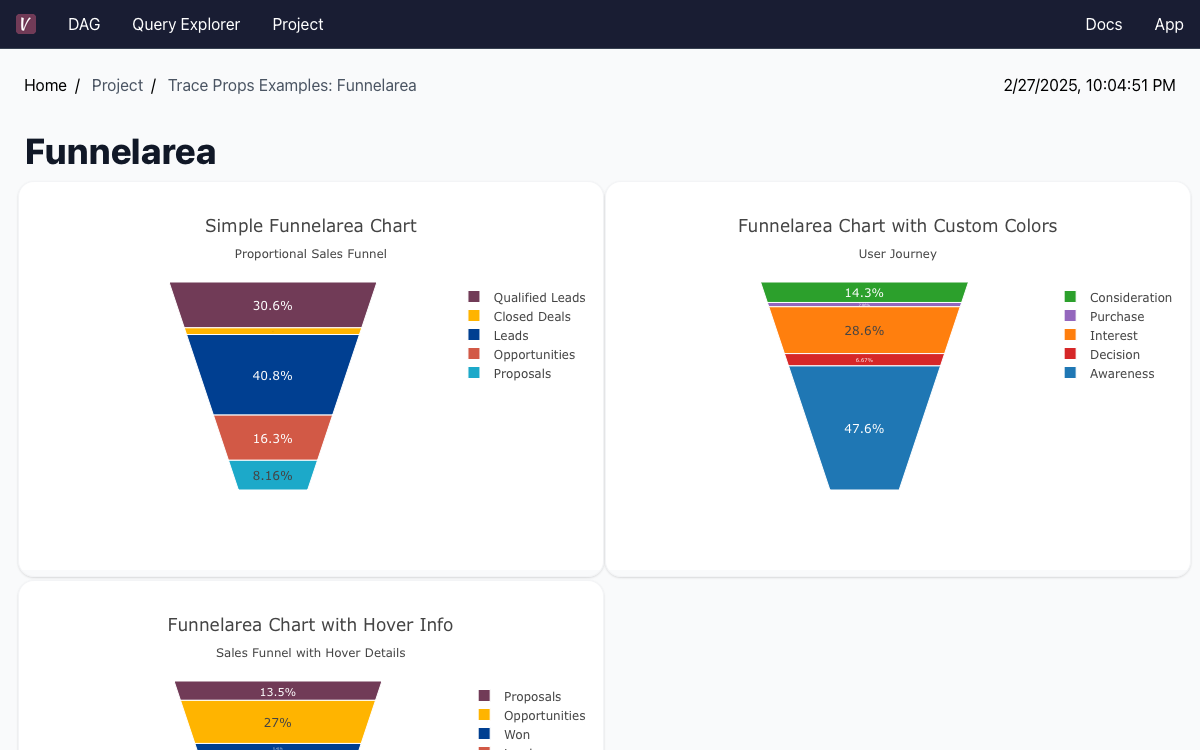 V DAG Query Explorer Project Docs App
Home / Project / Trace Props Examples: Funnelarea 2/27/2025, 10:04:51 PM
Funnelarea
Simple Funnelarea Chart
Proportional Sales Funnel
30.6%
40.8%
16.3%
8.16%
Qualified Leads
Closed Deals
Leads
Opportunities
Proposals
Funnelarea Chart with Custom Colors
User Journey
14.3%
28.6%
6.67%
47.6%
Consideration
Purchase
Interest
Decision
Awareness
Funnelarea Chart with Hover Info
Sales Funnel with Hover Details
13.5%
27%
Proposals
Opportunities
Won